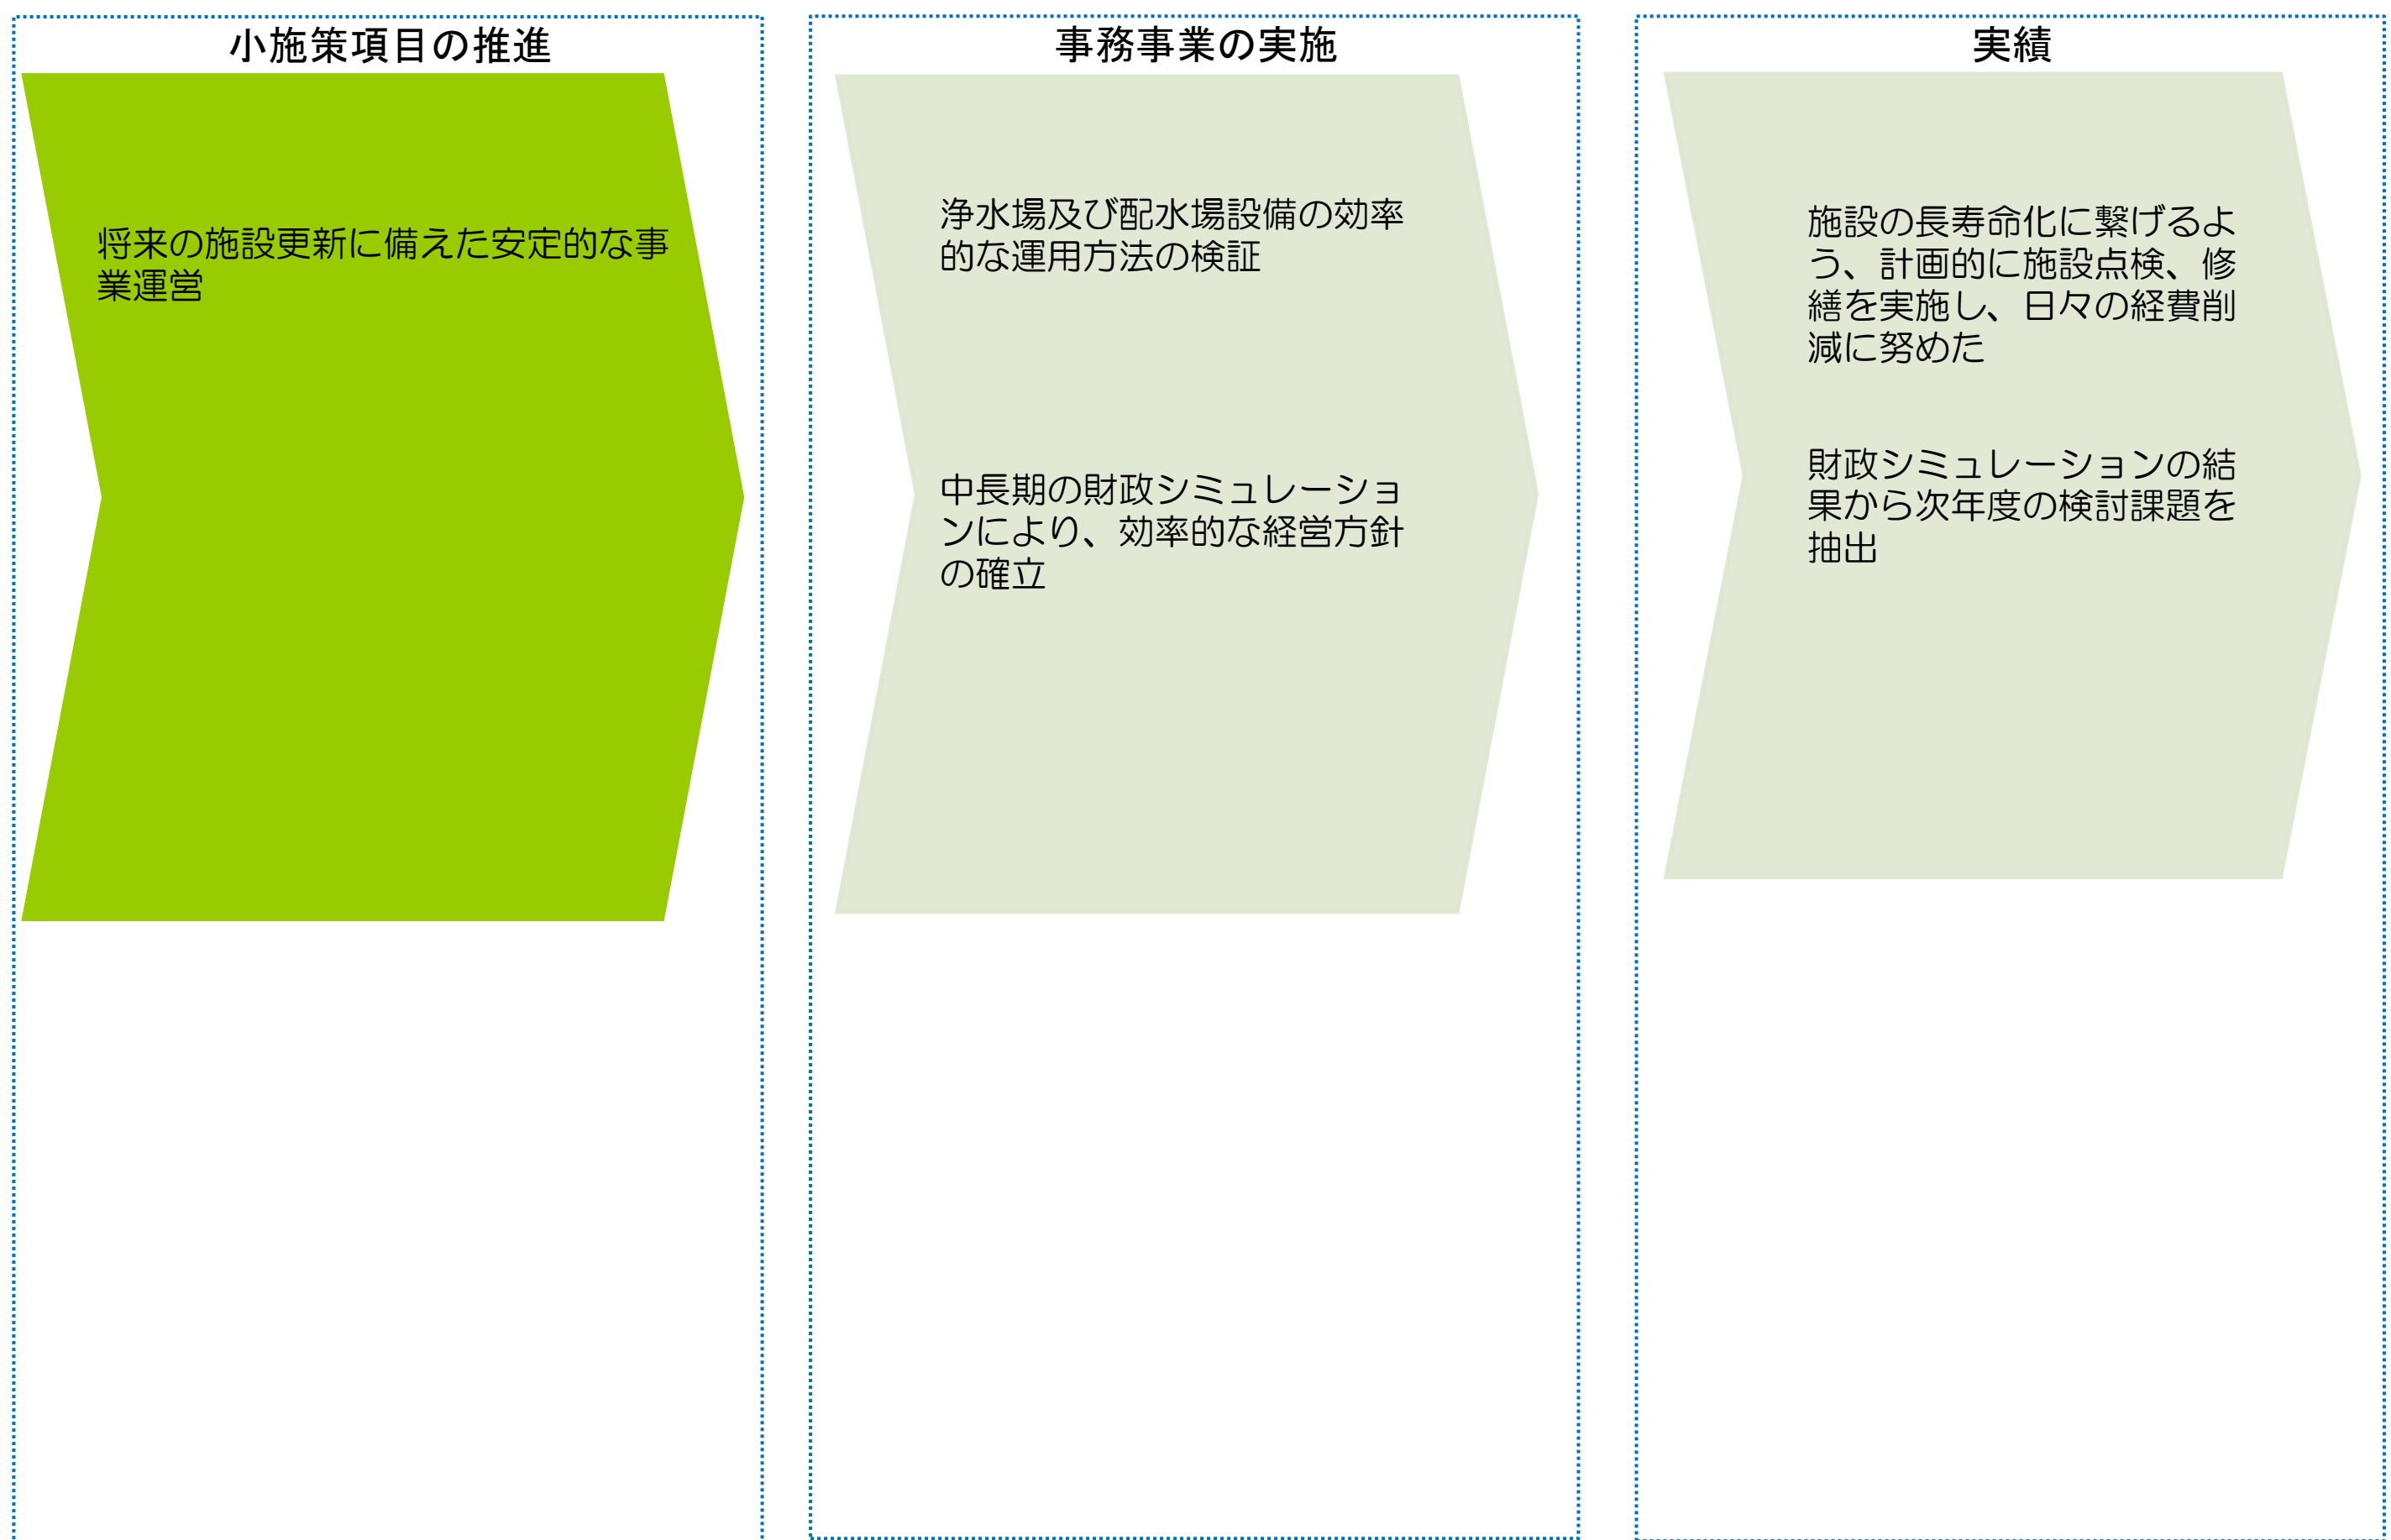 小施策項目の推進
将来の施設更新に備えた安定的な事
業運営
事務事業の実施
浄水場及び配水場設備の効率
的な運用方法の検証
中長期の財政シミュレーショ
ンにより、効率的な経営方針
の確立
実績
施設の長寿命化に繋げるよ
う、計画的に施設点検、修
繕を実施し、日々の経費削
減に努めた
財政シミュレーションの結
果から次年度の検討課題を
抽出